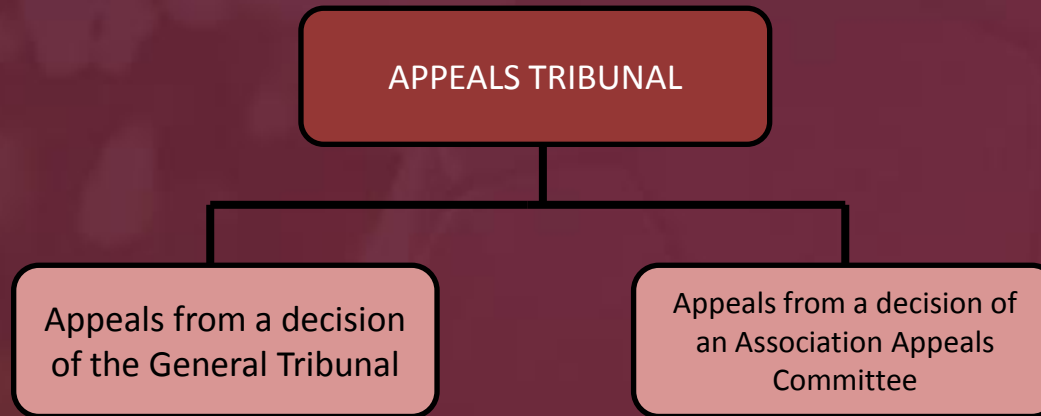 APPEALS TRIBUNAL
Appeals from a decision
of the General Tribunal
Appeals from a decision of
an Association Appeals
Committee